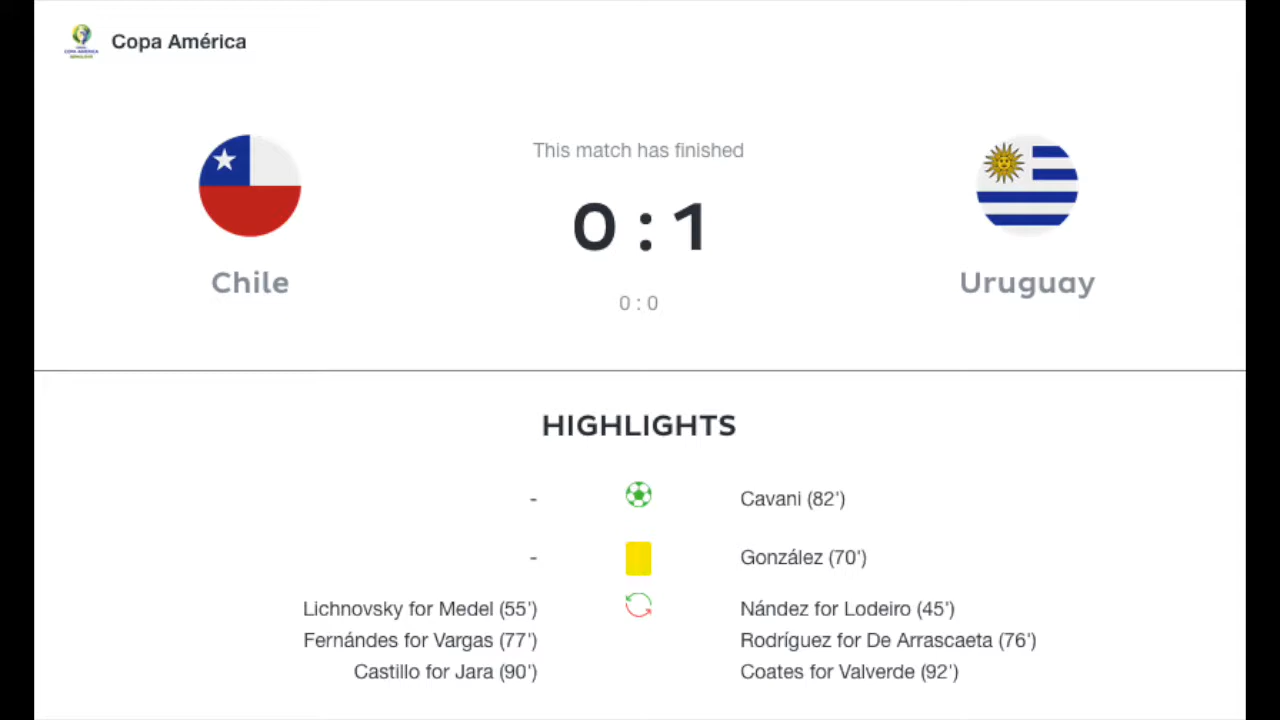 Copa América
This match has finished
0 : 1
Chile
Uruguay
0 : 0
HIGHLIGHTS
- Cavani (82')
- González (70')
Lichnovsky for Medel (55') Nández for Lodeiro (45')
Fernándes for Vargas (77') Rodríguez for De Arrascaeta (76')
Castillo for Jara (90') Coates for Valverde (92')